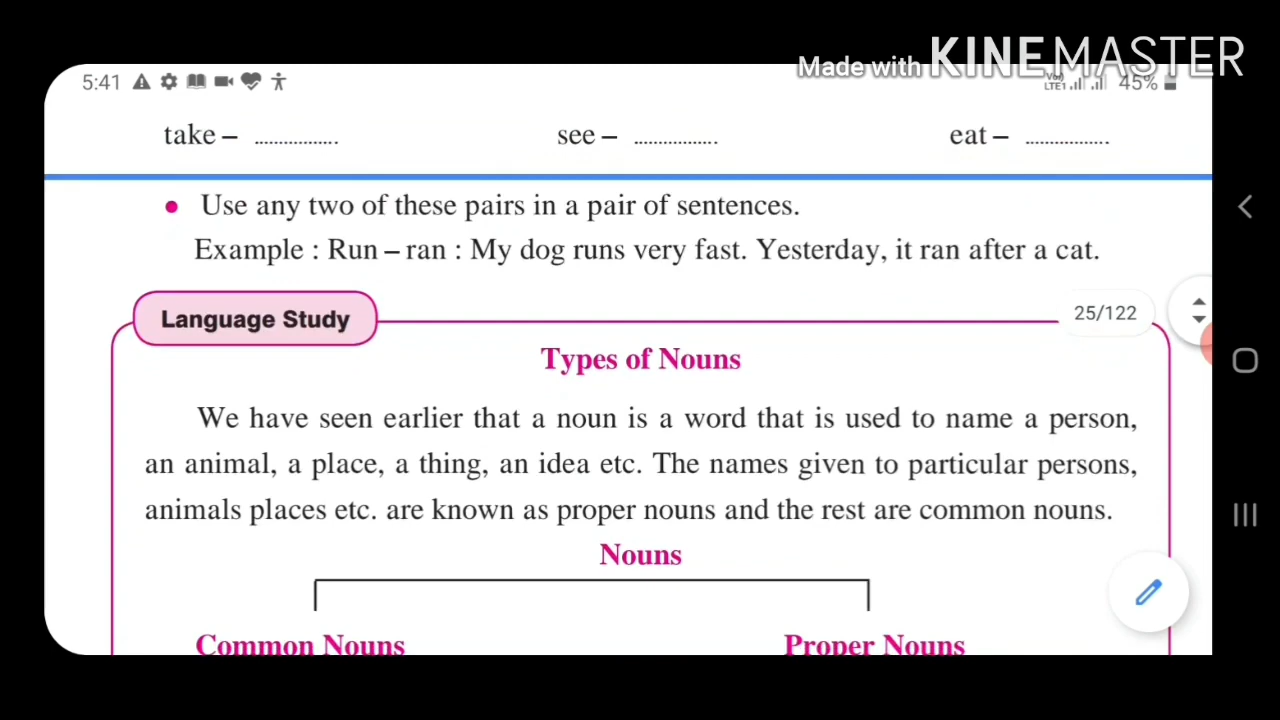 Made with KINEMASTER
5:41 45%
take – ................ see – ................ eat – ................
• Use any two of these pairs in a pair of sentences.
Example : Run – ran : My dog runs very fast. Yesterday, it ran after a cat.
Language Study
25/122
Types of Nouns
We have seen earlier that a noun is a word that is used to name a person,
an animal, a place, a thing, an idea etc. The names given to particular persons,
animals places etc. are known as proper nouns and the rest are common nouns.
Nouns
Common Nouns Proper Nouns